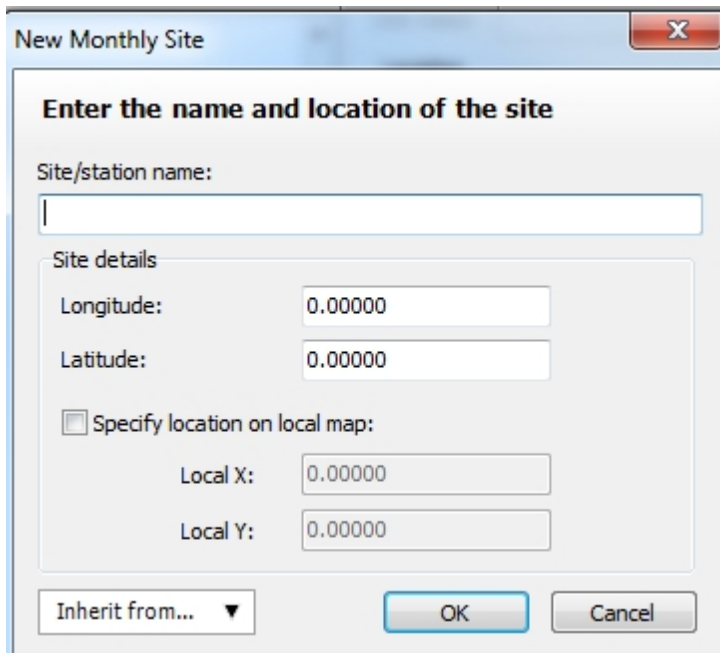 New Monthly Site
Enter the name and location of the site
Site/station name:
Site details
Longitude: 0.00000
Latitude: 0.00000
Specify location on local map:
Local X: 0.00000
Local Y: 0.00000
Inherit from... ▼ OK Cancel